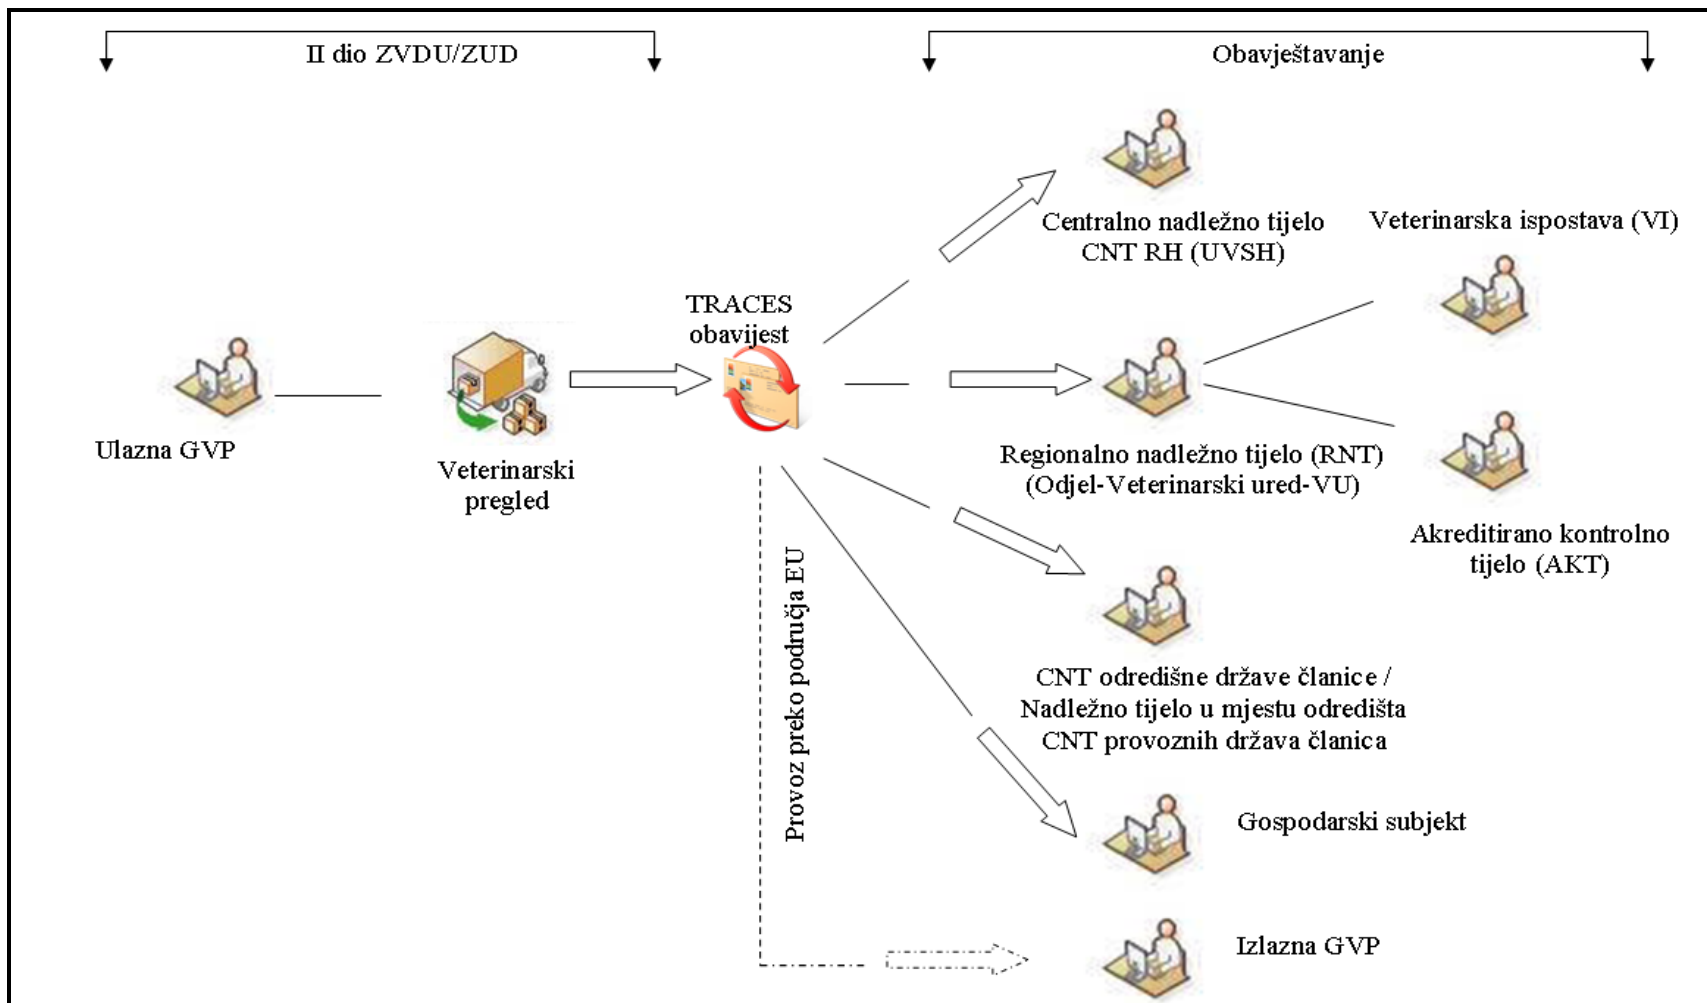 II dio ZVDU/ZUD
Obavještavanje
Centralno nadležno tijelo
CNT RH (UVSH)
Veterinarska ispostava (VI)
TRACES
obavijest
Ulazna GVP
Veterinarski
pregled
Regionalno nadležno tijelo (RNT)
(Odjel-Veterinarski ured-VU)
Akreditirano kontrolno
tijelo (AKT)
Provoz preko područja EU
CNT odredišne države članice /
Nadležno tijelo u mjestu odredišta
CNT provoznih država članica
Gospodarski subjekt
Izlazna GVP